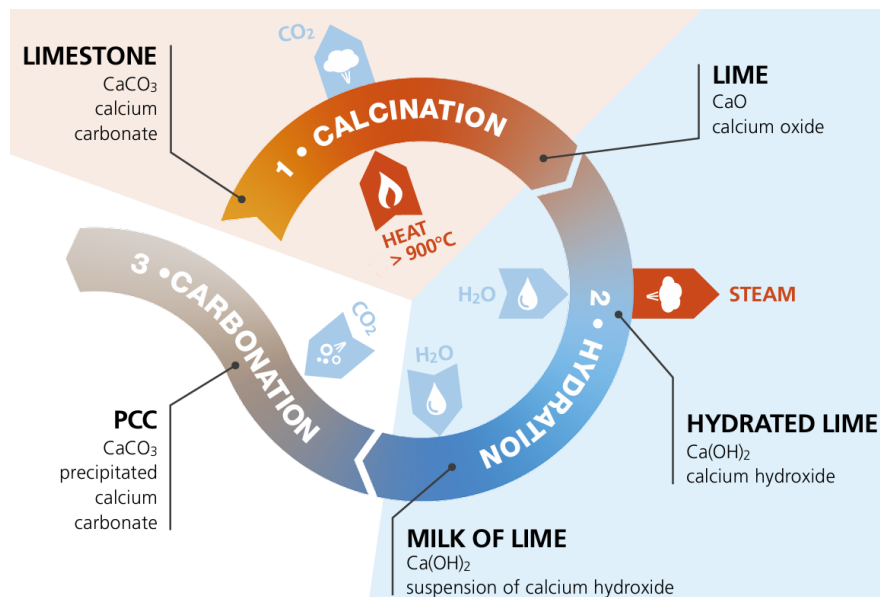 LIMESTONE
CaCO₃
calcium
carbonate
CO₂
1 • CALCINATION
HEAT
> 900°C
LIME
CaO
calcium oxide
H₂O
2 • HYDRATION
STEAM
H₂O
HYDRATED LIME
Ca(OH)₂
calcium hydroxide
MILK OF LIME
Ca(OH)₂
suspension of calcium hydroxide
3 • CARBONATION
CO₂
PCC
CaCO₃
precipitated
calcium
carbonate